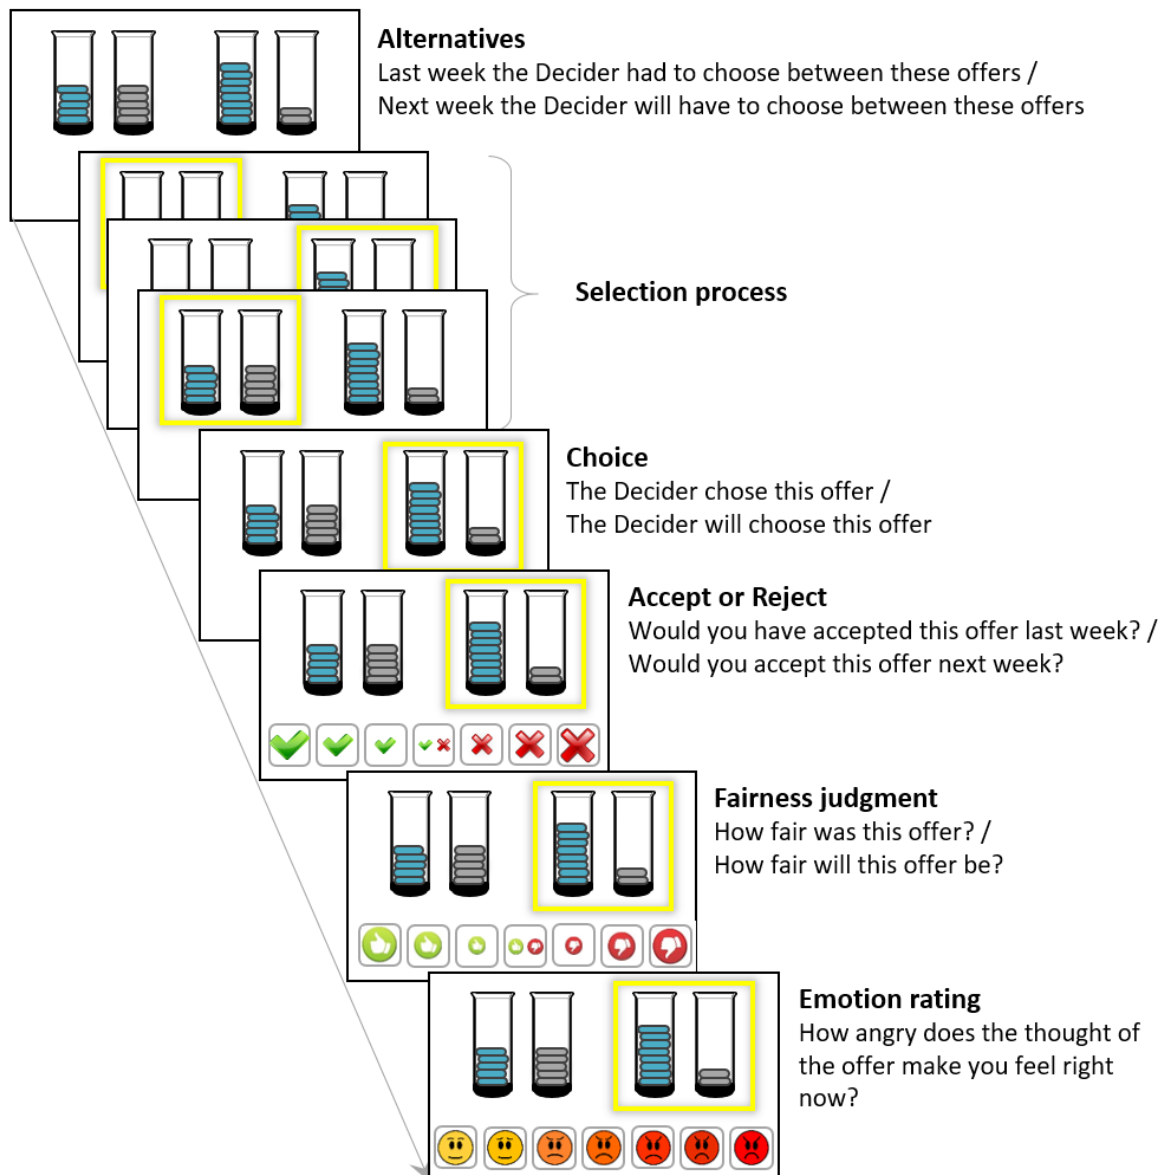 Alternatives
Last week the Decider had to choose between these offers /
Next week the Decider will have to choose between these offers
Selection process
Choice
The Decider chose this offer /
The Decider will choose this offer
Accept or Reject
Would you have accepted this offer last week? /
Would you accept this offer next week?
Fairness judgment
How fair was this offer? /
How fair will this offer be?
Emotion rating
How angry does the thought of
the offer make you feel right
now?